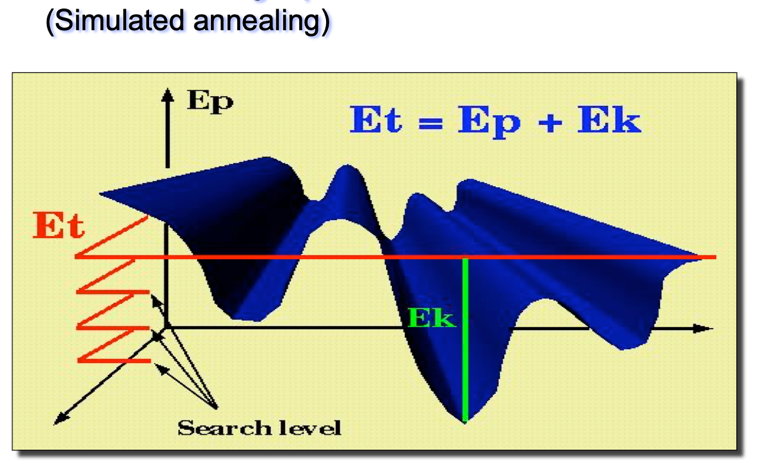 (Simulated annealing)
Ep
Et = Ep + Ek
Et
Ek
Search level